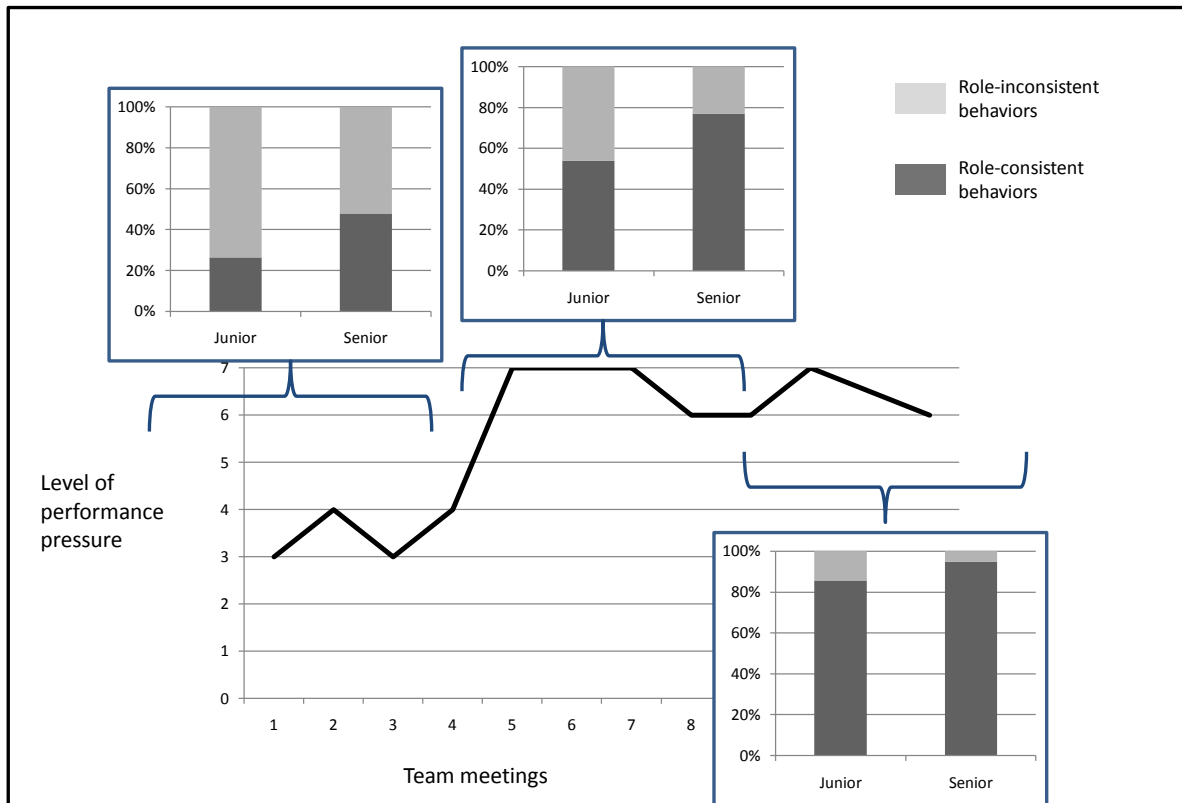 100%
80%
60%
40%
20%
0%
Junior Senior
100%
80%
60%
40%
20%
0%
Junior Senior
Role-inconsistent
behaviors
Role-consistent
behaviors
Level of
performance
pressure
7
6
5
4
3
2
1
0
1 2 3 4 5 6 7 8
Team meetings
100%
80%
60%
40%
20%
0%
Junior Senior